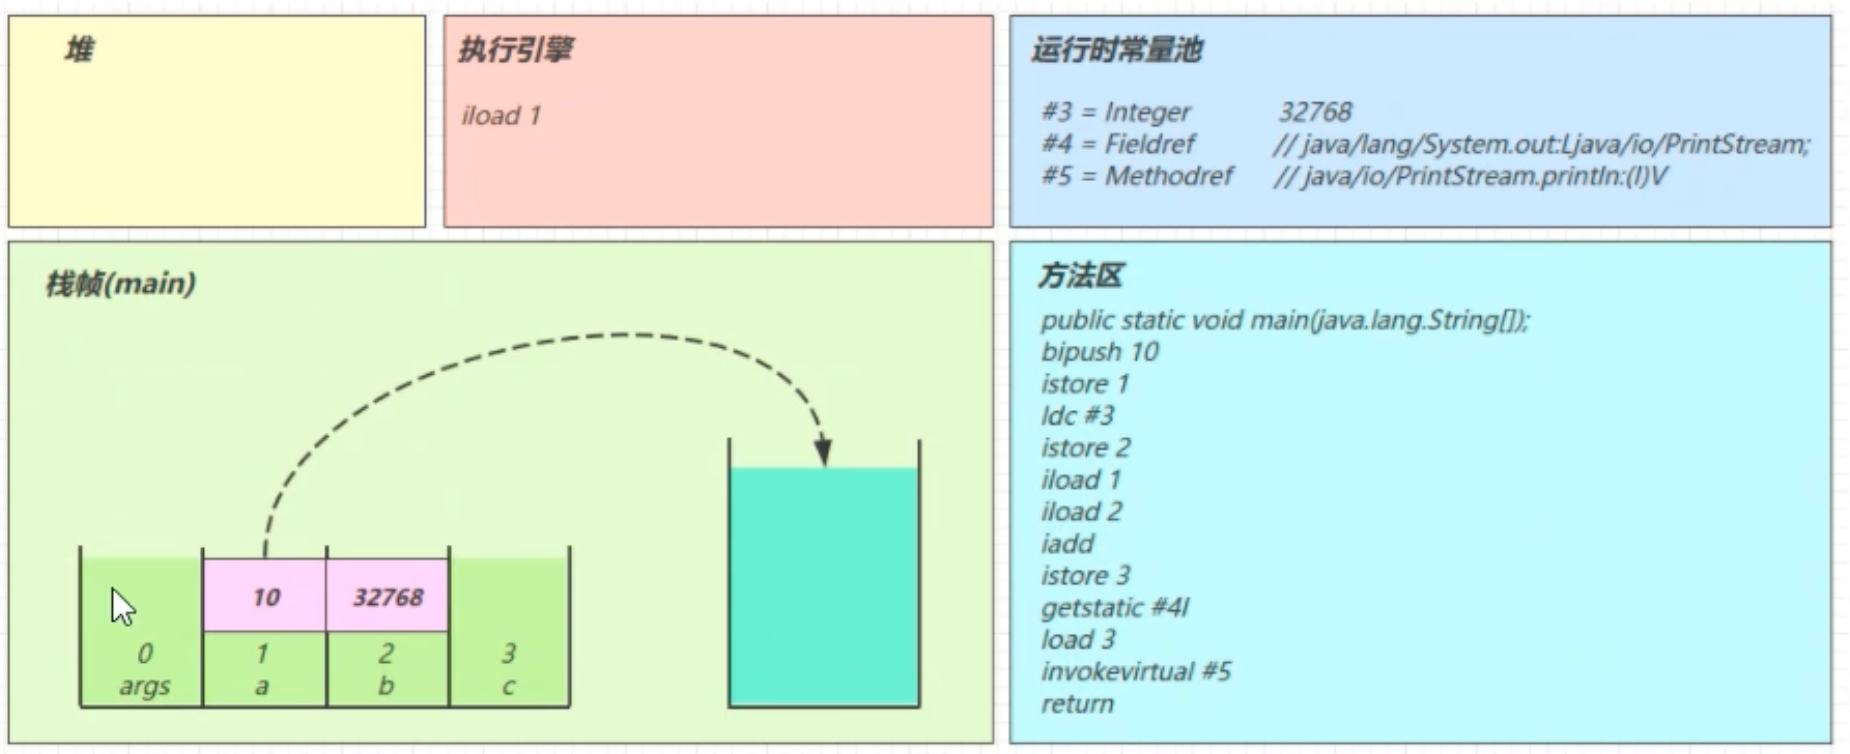 堆
执行引擎
iload 1
运行时常量池
#3 = Integer 32768
#4 = Fieldref // java/lang/System.out:Ljava/io/PrintStream;
#5 = Methodref // java/io/PrintStream.println:(I)V
栈帧(main)
10 32768
0 1 2 3
args a b c
方法区
public static void main(java.lang.String[]);
bipush 10
istore 1
ldc #3
istore 2
iload 1
iload 2
iadd
istore 3
getstatic #4I
load 3
invokevirtual #5
return